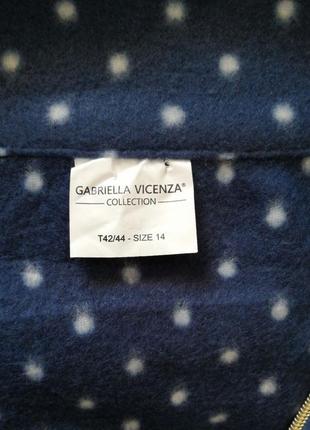 GABRIELLA VICENZA®
COLLECTION
T42/44 - SIZE 14